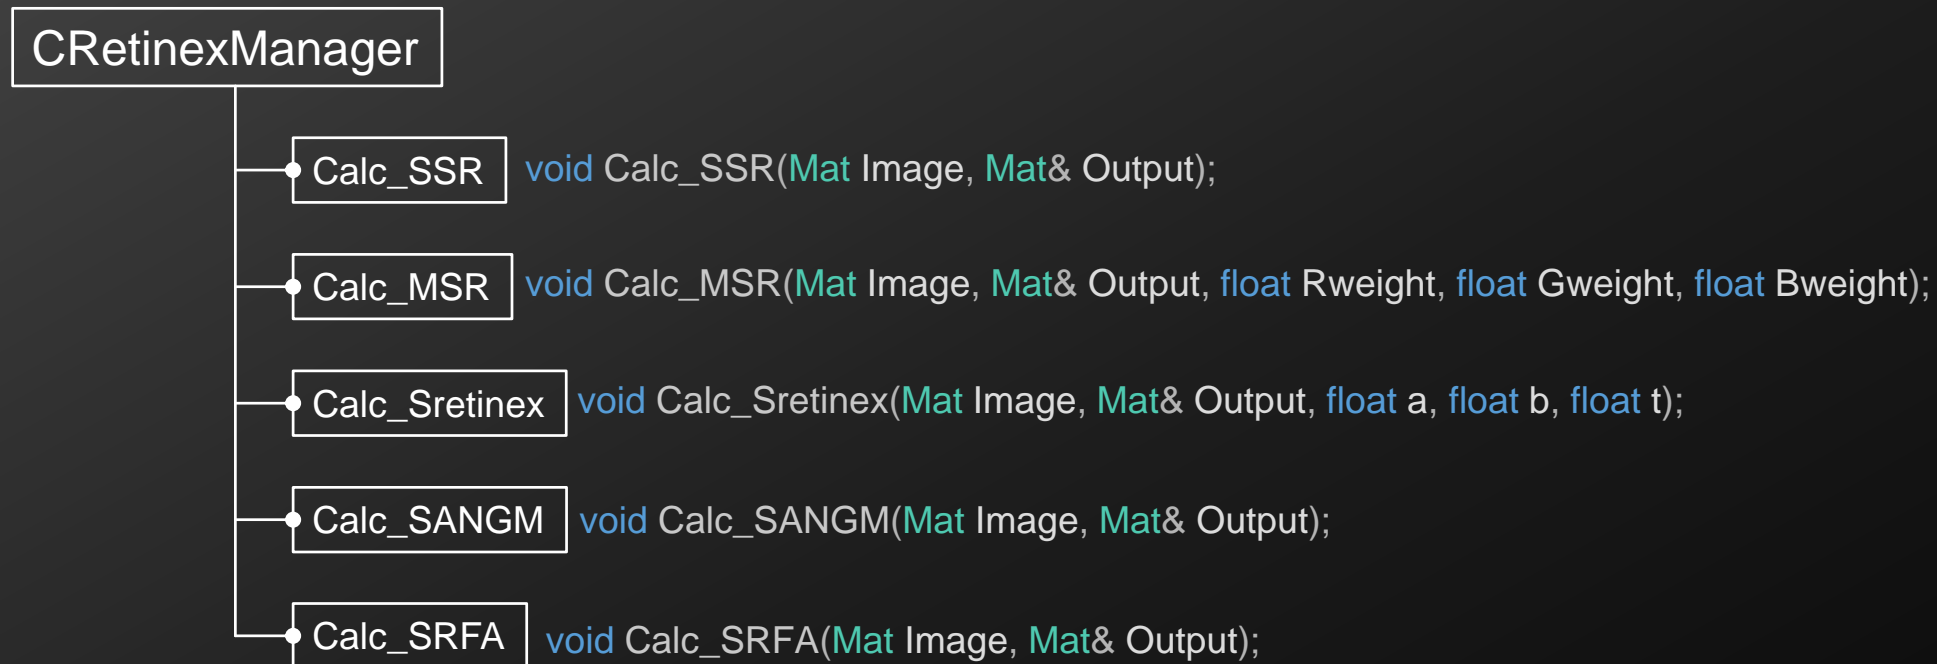 CRetinexManager
Calc_SSR void Calc_SSR(Mat Image, Mat& Output);
Calc_MSR void Calc_MSR(Mat Image, Mat& Output, float Rweight, float Gweight, float Bweight);
Calc_Sretinex void Calc_Sretinex(Mat Image, Mat& Output, float a, float b, float t);
Calc_SANGM void Calc_SANGM(Mat Image, Mat& Output);
Calc_SRFA void Calc_SRFA(Mat Image, Mat& Output);